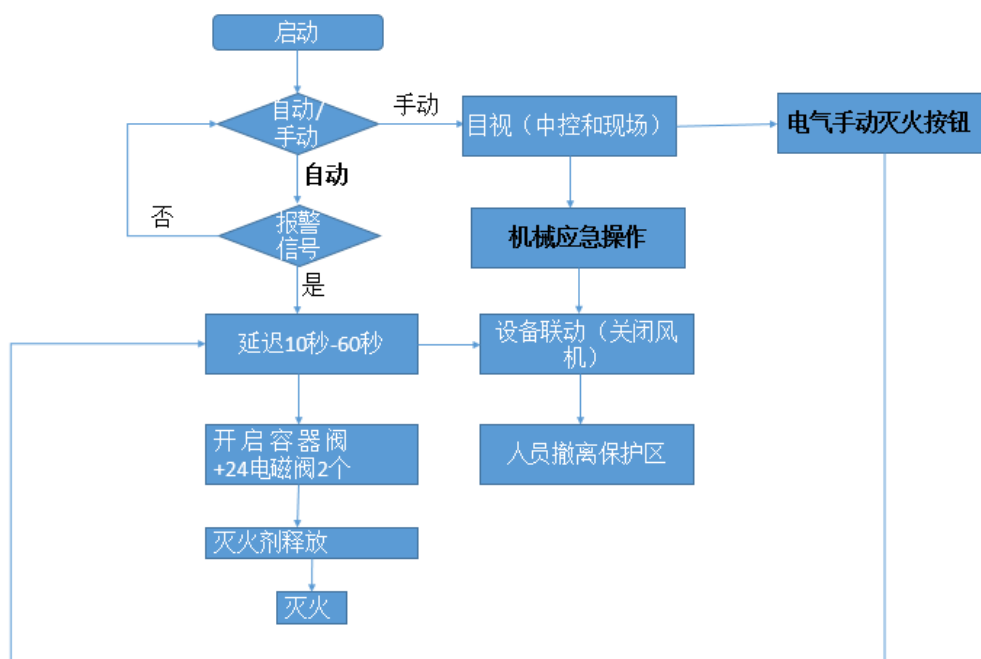 启动
自动/
手动
手动
目视（中控和现场）
电气手动灭火按钮
自动
否
报警
信号
机械应急操作
是
延迟10秒-60秒
设备联动（关闭风
机）
开启容器阀
+24电磁阀2个
人员撤离保护区
灭火剂释放
灭火